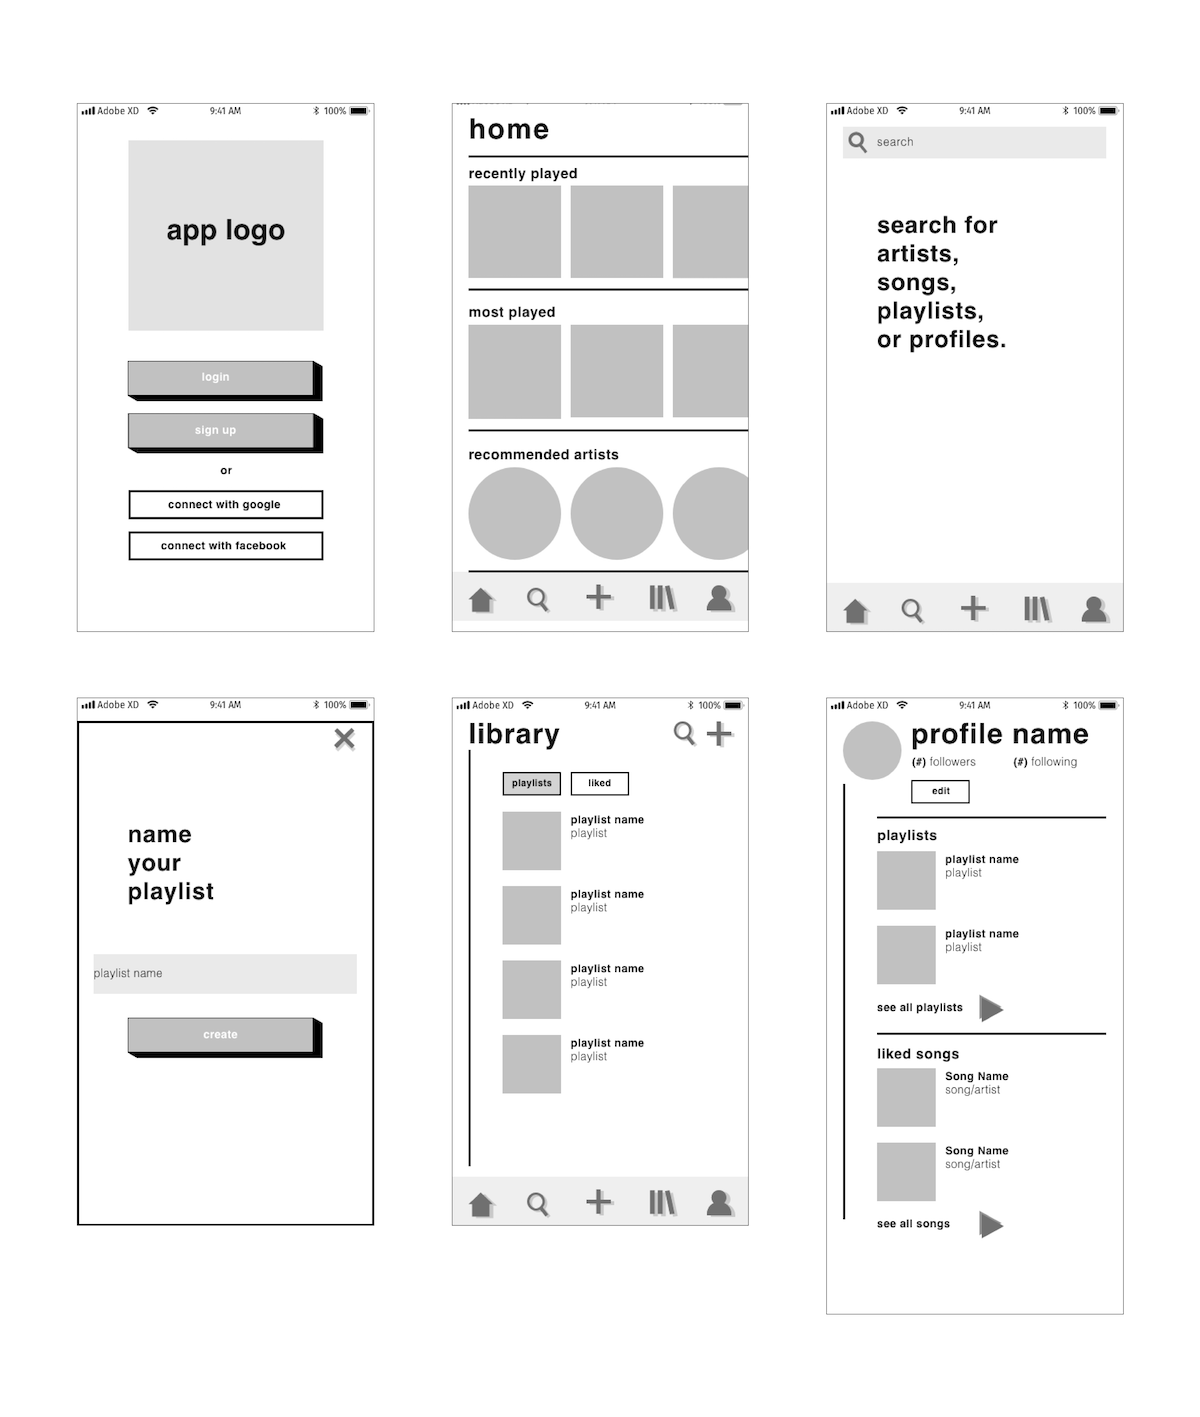 Adobe XD 9:41 AM 100%
app logo
login
sign up
or
connect with google
connect with facebook
home
recently played
most played
recommended artists
Adobe XD 9:41 AM 100%
search
search for
artists,
songs,
playlists,
or profiles.
Adobe XD 9:41 AM 100%
name
your
playlist
playlist name
create
Adobe XD 9:41 AM 100%
library
playlists liked
playlist name
playlist
playlist name
playlist
playlist name
playlist
playlist name
playlist
Adobe XD 9:41 AM 100%
profile name
(#) followers (#) following
edit
playlists
playlist name
playlist
playlist name
playlist
see all playlists
liked songs
Song Name
song/artist
Song Name
song/artist
see all songs